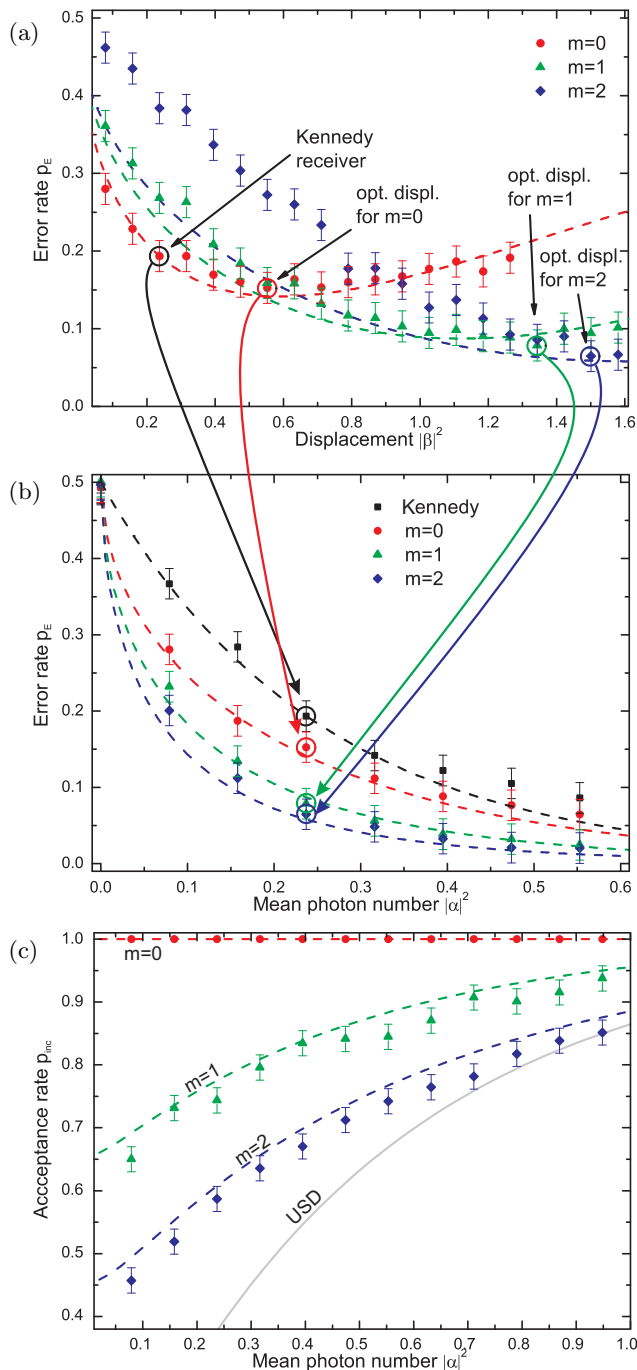 (a)
0.5
0.4
0.3
0.2
0.1
0.0
Error rate p_E
m=0
m=1
m=2
Kennedy
receiver
opt. displ.
for m=0
opt. displ.
for m=1
opt. displ.
for m=2
0.2 0.4 0.6 0.8 1.0 1.2 1.4 1.6
Displacement |β|²
(b)
0.5
0.4
0.3
0.2
0.1
0.0
Error rate p_E
Kennedy
m=0
m=1
m=2
0.0 0.1 0.2 0.3 0.4 0.5 0.6
Mean photon number |α|²
(c)
1.0
0.9
0.8
0.7
0.6
0.5
0.4
Accceptance rate p_inc
m=0
m=1
m=2
USD
0.1 0.2 0.3 0.4 0.5 0.6 0.7 0.8 0.9 1.0
Mean photon number |α|²